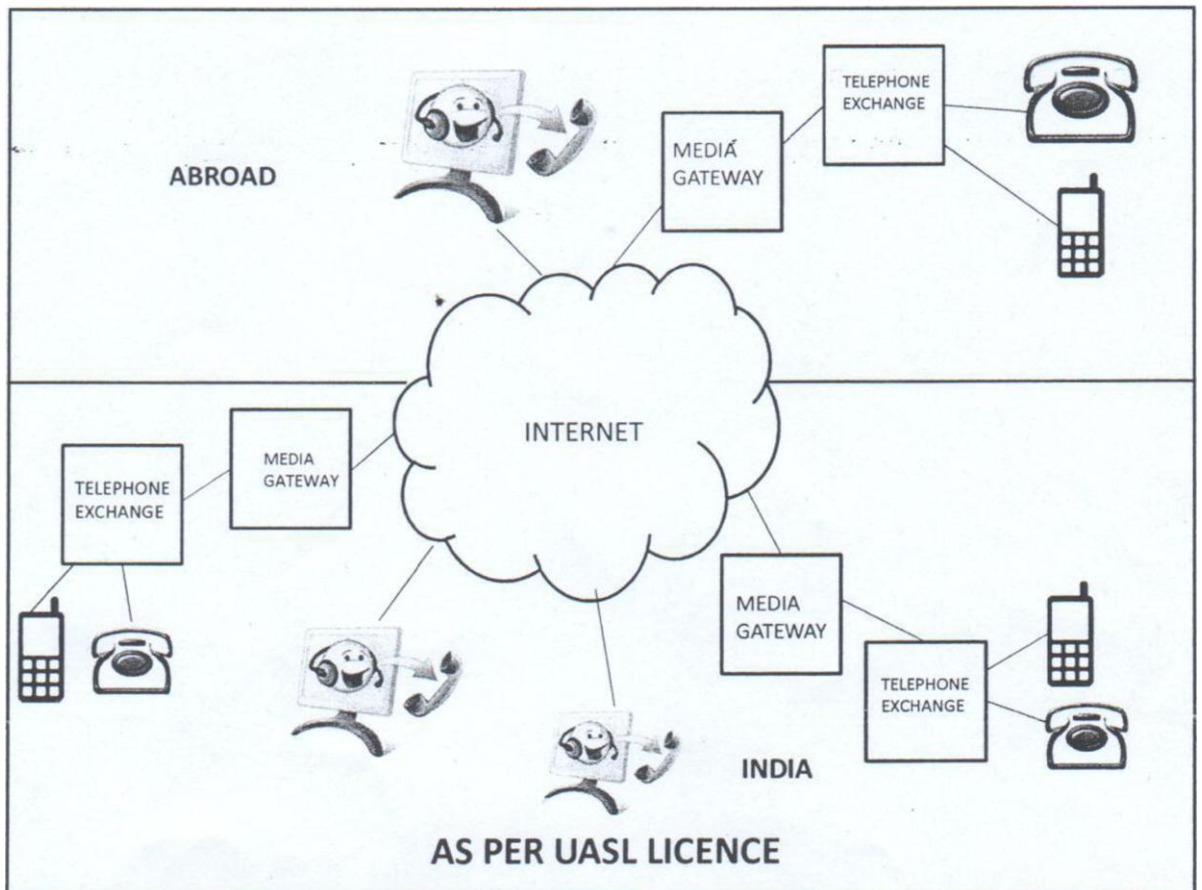 TELEPHONE
EXCHANGE
MEDIA
GATEWAY
ABROAD
INTERNET
MEDIA
GATEWAY
TELEPHONE
EXCHANGE
MEDIA
GATEWAY
TELEPHONE
EXCHANGE
INDIA
AS PER UASL LICENCE